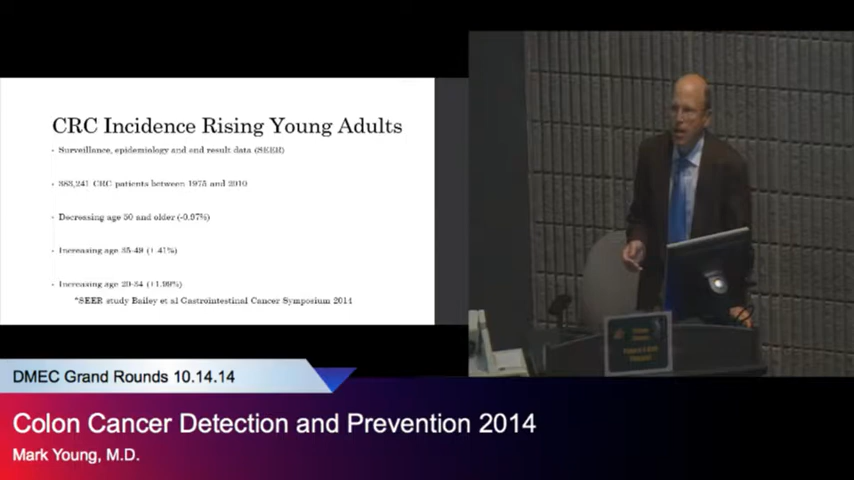 CRC Incidence Rising Young Adults
Surveillance, epidemiology and end result data (SEER)
383,241 CRC patients between 1975 and 2010
Decreasing age 50 and older (-0.97%)
Increasing age 35-49 (+.41%)
Increasing age 20-34 (+1.99%)
*SEER study Bailey et al Gastrointestinal Cancer Symposium 2014
DMEC Grand Rounds 10.14.14
Colon Cancer Detection and Prevention 2014
Mark Young, M.D.